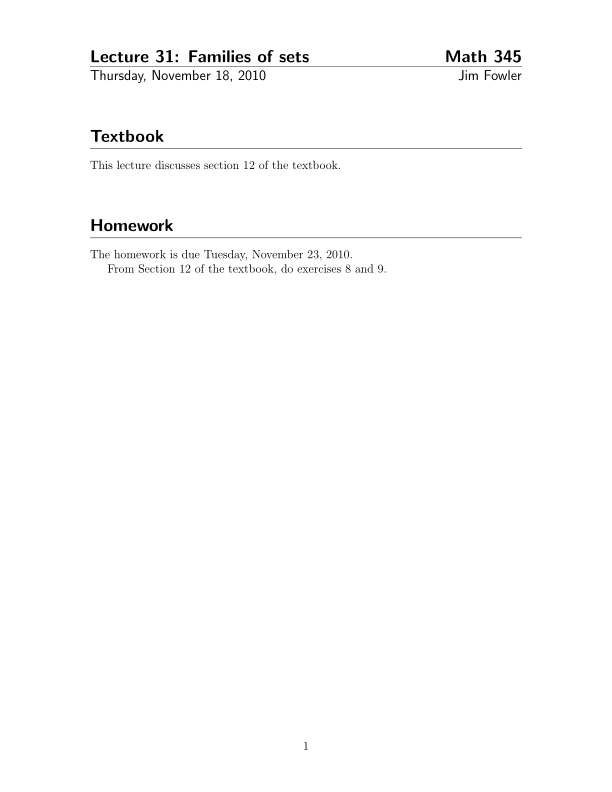 Lecture 31: Families of sets Math 345
Thursday, November 18, 2010 Jim Fowler
Textbook
This lecture discusses section 12 of the textbook.
Homework
The homework is due Tuesday, November 23, 2010.
From Section 12 of the textbook, do exercises 8 and 9.
1